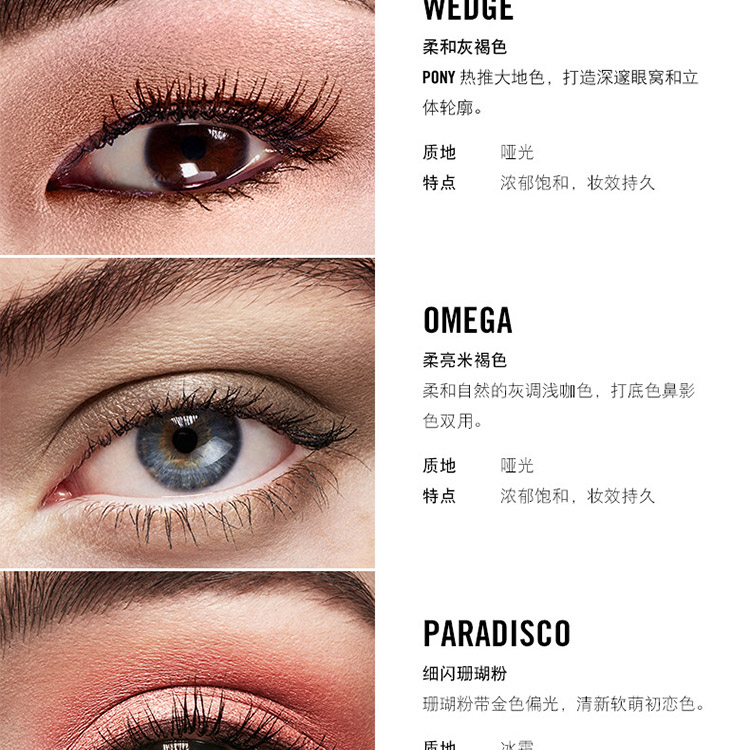 WEDGE
柔和灰褐色
PONY 热推大地色，打造深邃眼窝和立
体轮廓。
质地 哑光
特点 浓郁饱和，妆效持久
OMEGA
柔亮米褐色
柔和自然的灰调浅咖色，打底色鼻影
色双用。
质地 哑光
特点 浓郁饱和，妆效持久
PARADISCO
细闪珊瑚粉
珊瑚粉带金色偏光，清新软萌初恋色。
质地 冰霜